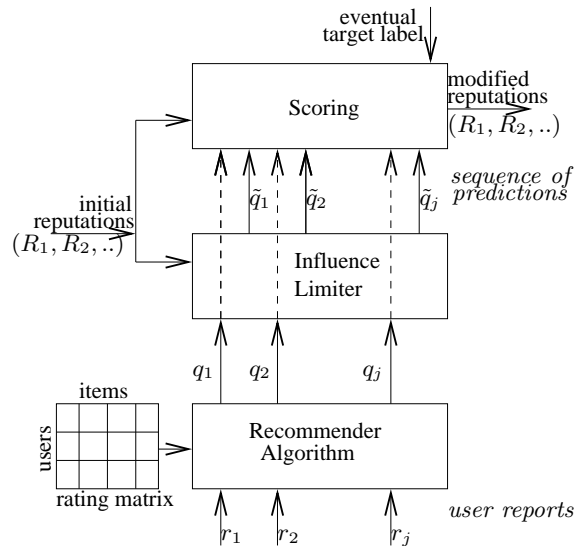 eventual
target label
Scoring
modified
reputations
(R₁, R₂, ..)
sequence of
predictions
q̃₁ q̃₂ q̃ⱼ
initial
reputations
(R₁, R₂, ..)
Influence
Limiter
q₁ q₂ qⱼ
items
users
rating matrix
Recommender
Algorithm
user reports
r₁ r₂ rⱼ